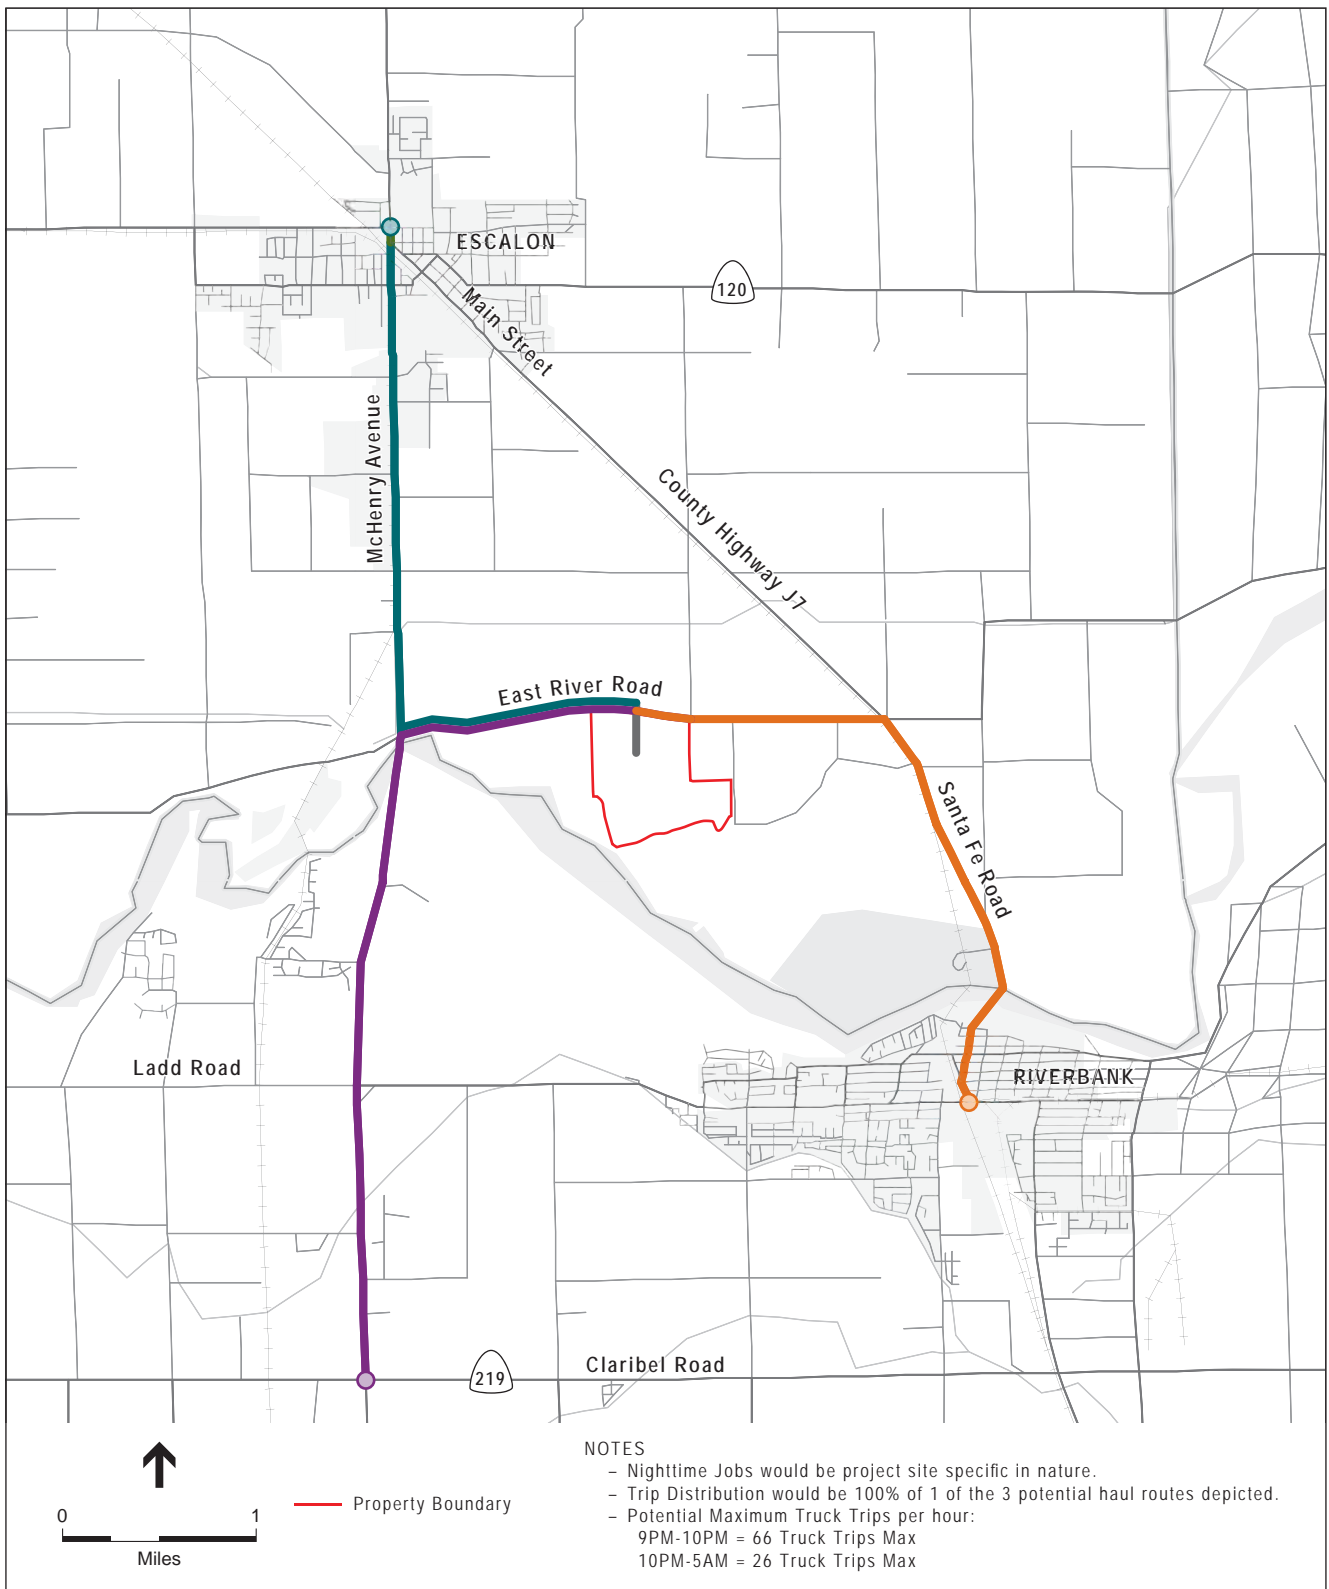 ESCALON
120
Main Street
McHenry Avenue
County Highway J7
East River Road
Santa Fe Road
Ladd Road
RIVERBANK
Claribel Road
219
NOTES
– Nighttime Jobs would be project site specific in nature.
– Trip Distribution would be 100% of 1 of the 3 potential haul routes depicted.
– Potential Maximum Truck Trips per hour:
9PM-10PM = 66 Truck Trips Max
10PM-5AM = 26 Truck Trips Max
Property Boundary
0 1
Miles